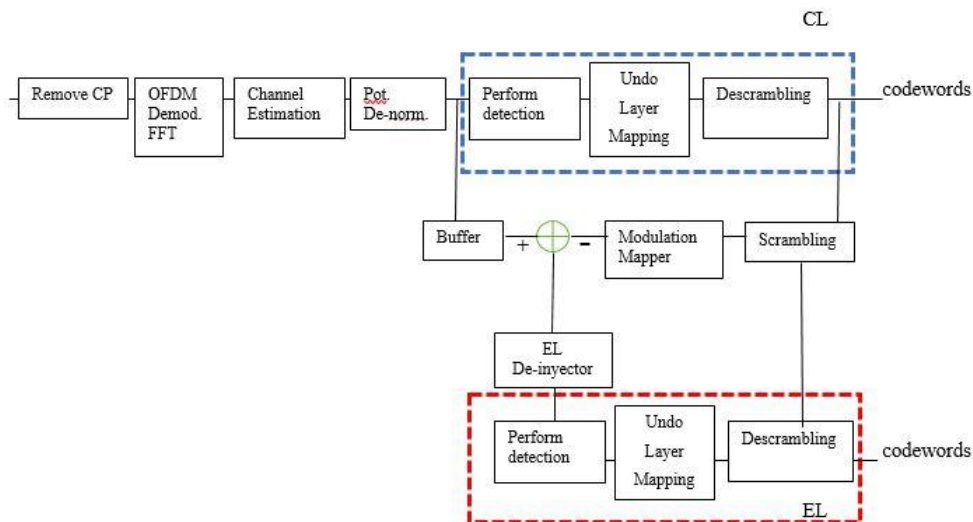 CL
Remove CP
OFDM
Demod.
FFT
Channel
Estimation
Pot.
De-norm.
Perform
detection
Undo
Layer
Mapping
Descrambling
codewords
Buffer
+
-
Modulation
Mapper
Scrambling
EL
De-inyector
Perform
detection
Undo
Layer
Mapping
Descrambling
codewords
EL